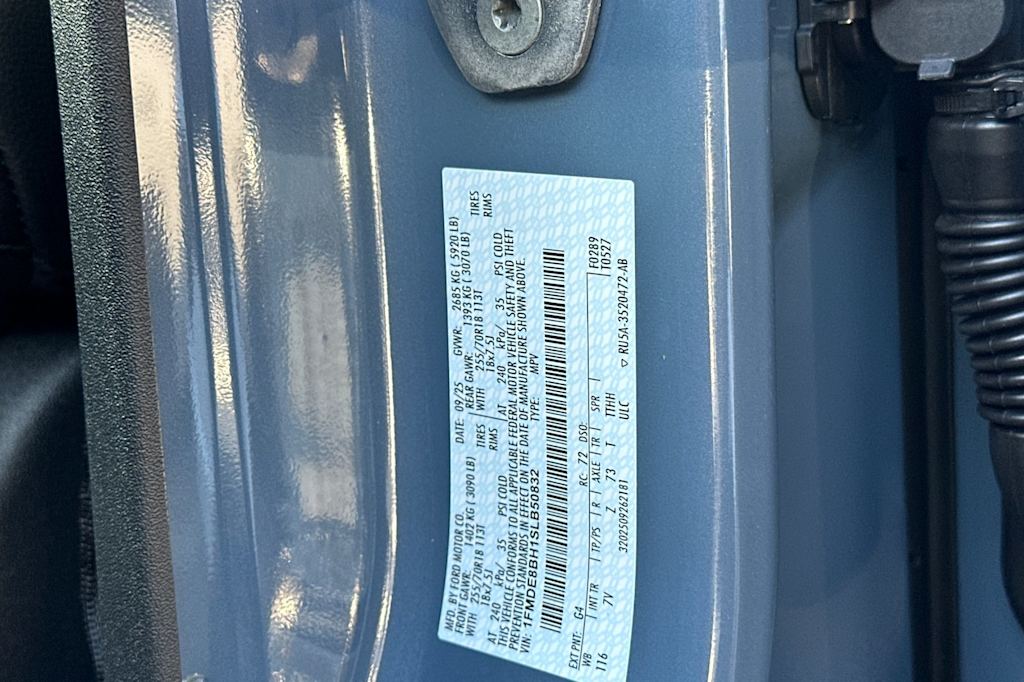 MFD. BY FORD MOTOR CO.
DATE: 09/25 GVWR: 2685 KG ( 5920 LB)
FRONT GAWR: 1402 KG ( 3090 LB) REAR GAWR: 1393 KG ( 3070 LB)
WITH 255/70R18 113T TIRES WITH 255/70R18 113T TIRES
18x7.5J RIMS 18x7.5J RIMS
AT 240 kPa/ 35 PSI COLD AT 240 kPa/ 35 PSI COLD
THIS VEHICLE CONFORMS TO ALL APPLICABLE FEDERAL MOTOR VEHICLE SAFETY AND THEFT
PREVENTION STANDARDS IN EFFECT ON THE DATE OF MANUFACTURE SHOWN ABOVE.
VIN: 1FMDE8BH1SLB50832 TYPE: MPV
EXT PNT: G4 RC: 72 DSO: F0289
WB INT TR TP/PS R AXLE TR SPR T0527
116 7V Z 73 T TTHH
3202509262181 ULC ▽ RU5A-3520472-AB